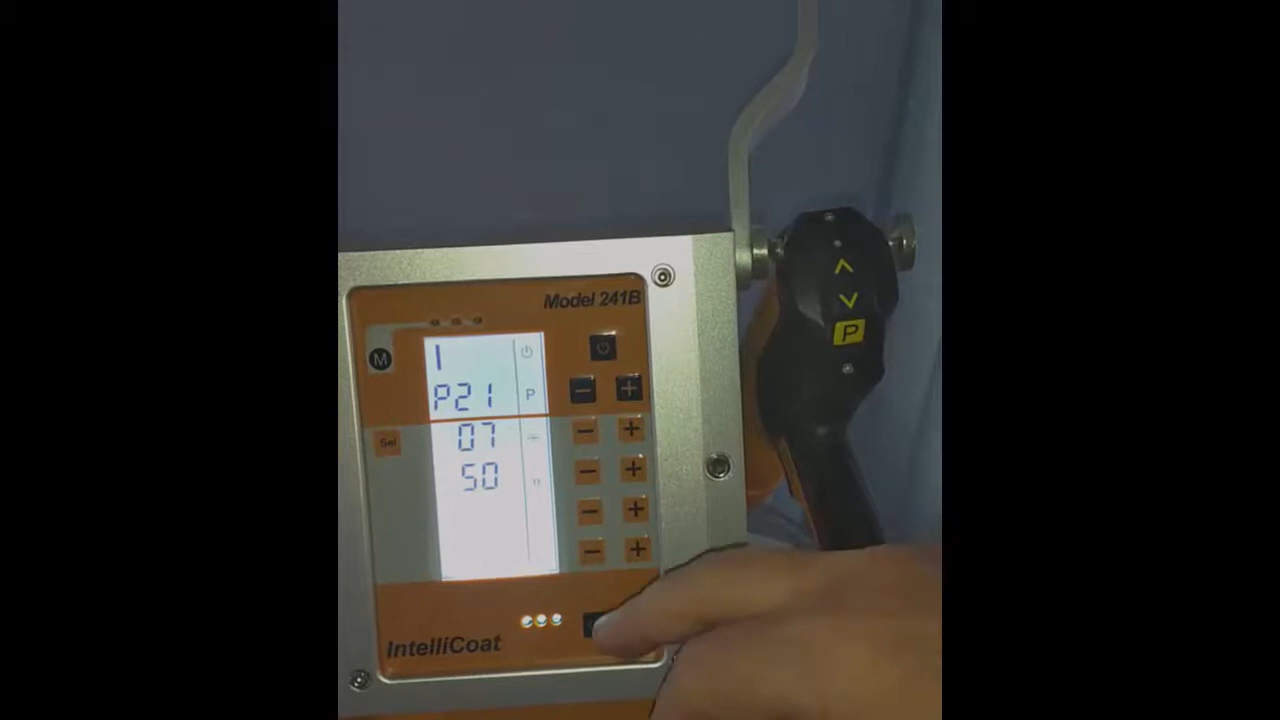 Model 241B
M
1
P21
P
Sel
07
50
- +
- +
- +
- +
- +
IntelliCoat
P